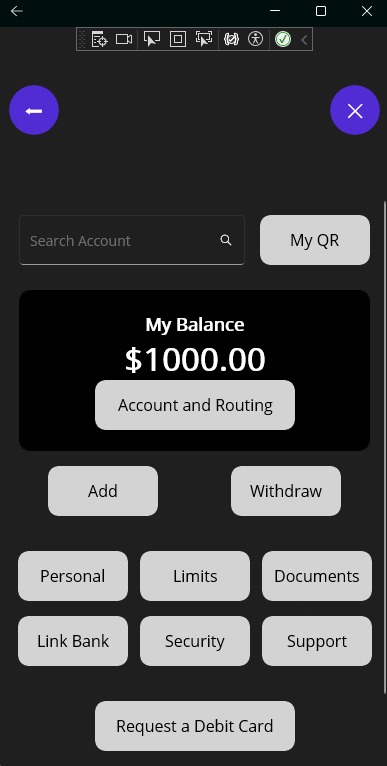 Search Account
My QR
My Balance
$1000.00
Account and Routing
Add
Withdraw
Personal
Limits
Documents
Link Bank
Security
Support
Request a Debit Card